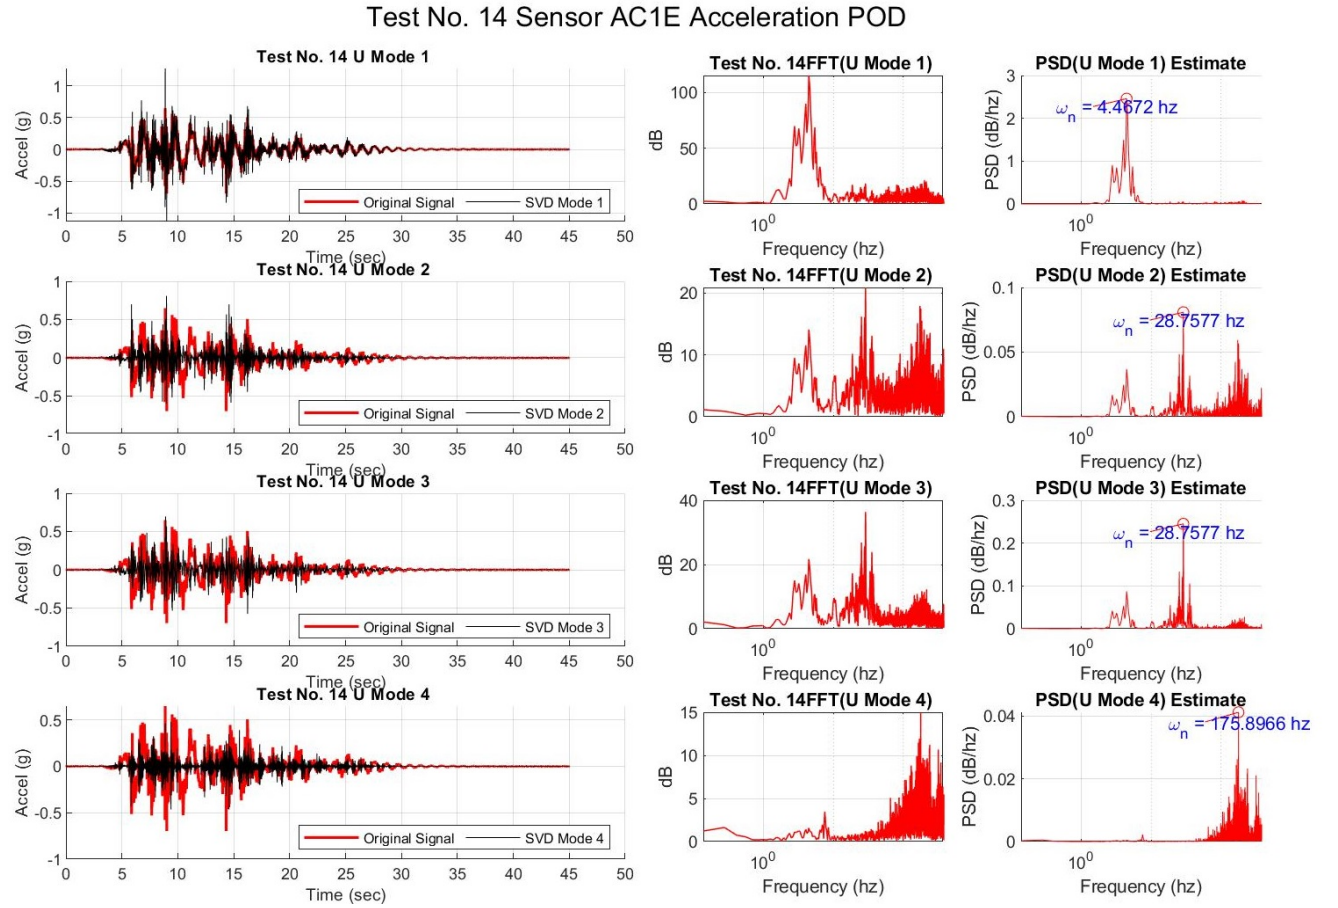 Test No. 14 Sensor AC1E Acceleration POD
Test No. 14 U Mode 1
Accel (g)
1
0.5
0
-0.5
-1
Original Signal
SVD Mode 1
0 5 10 15 20 25 30 35 40 45 50
Time (sec)
Test No. 14FFT(U Mode 1)
dB
100
50
0
10^0
Frequency (hz)
PSD(U Mode 1) Estimate
PSD (dB/hz)
3
2
1
0
ω_n = 4.4672 hz
10^0
Frequency (hz)
Test No. 14 U Mode 2
Accel (g)
1
0.5
0
-0.5
-1
Original Signal
SVD Mode 2
0 5 10 15 20 25 30 35 40 45 50
Time (sec)
Test No. 14FFT(U Mode 2)
dB
20
10
0
10^0
Frequency (hz)
PSD(U Mode 2) Estimate
PSD (dB/hz)
0.1
0.05
0
ω_n = 28.7577 hz
10^0
Frequency (hz)
Test No. 14 U Mode 3
Accel (g)
1
0.5
0
-0.5
-1
Original Signal
SVD Mode 3
0 5 10 15 20 25 30 35 40 45 50
Time (sec)
Test No. 14FFT(U Mode 3)
dB
40
20
0
10^0
Frequency (hz)
PSD(U Mode 3) Estimate
PSD (dB/hz)
0.3
0.2
0.1
0
ω_n = 28.7577 hz
10^0
Frequency (hz)
Test No. 14 U Mode 4
Accel (g)
0.5
0
-0.5
-1
Original Signal
SVD Mode 4
0 5 10 15 20 25 30 35 40 45 50
Time (sec)
Test No. 14FFT(U Mode 4)
dB
15
10
5
0
10^0
Frequency (hz)
PSD(U Mode 4) Estimate
PSD (dB/hz)
0.04
0.02
0
ω_n = 175.8966 hz
10^0
Frequency (hz)